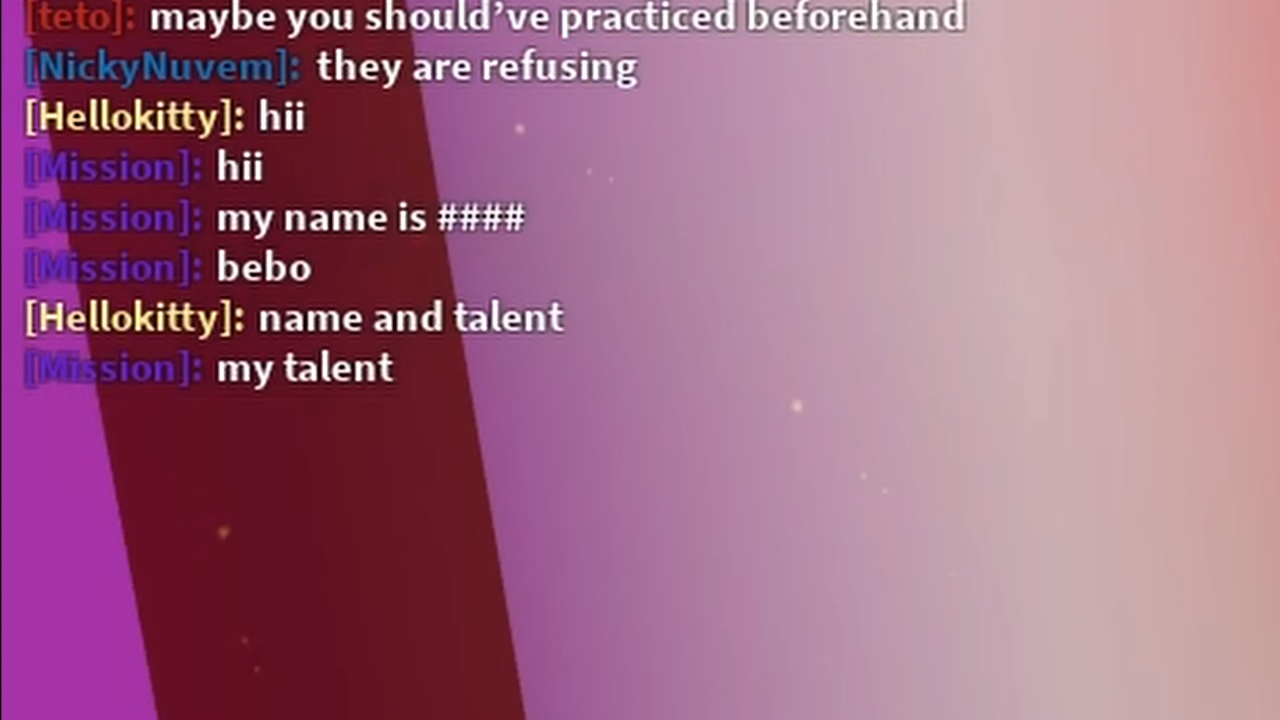 [teto]: maybe you should’ve practiced beforehand
[NickyNuvem]: they are refusing
[Hellokitty]: hii
[Mission]: hii
[Mission]: my name is ####
[Mission]: bebo
[Hellokitty]: name and talent
[Mission]: my talent